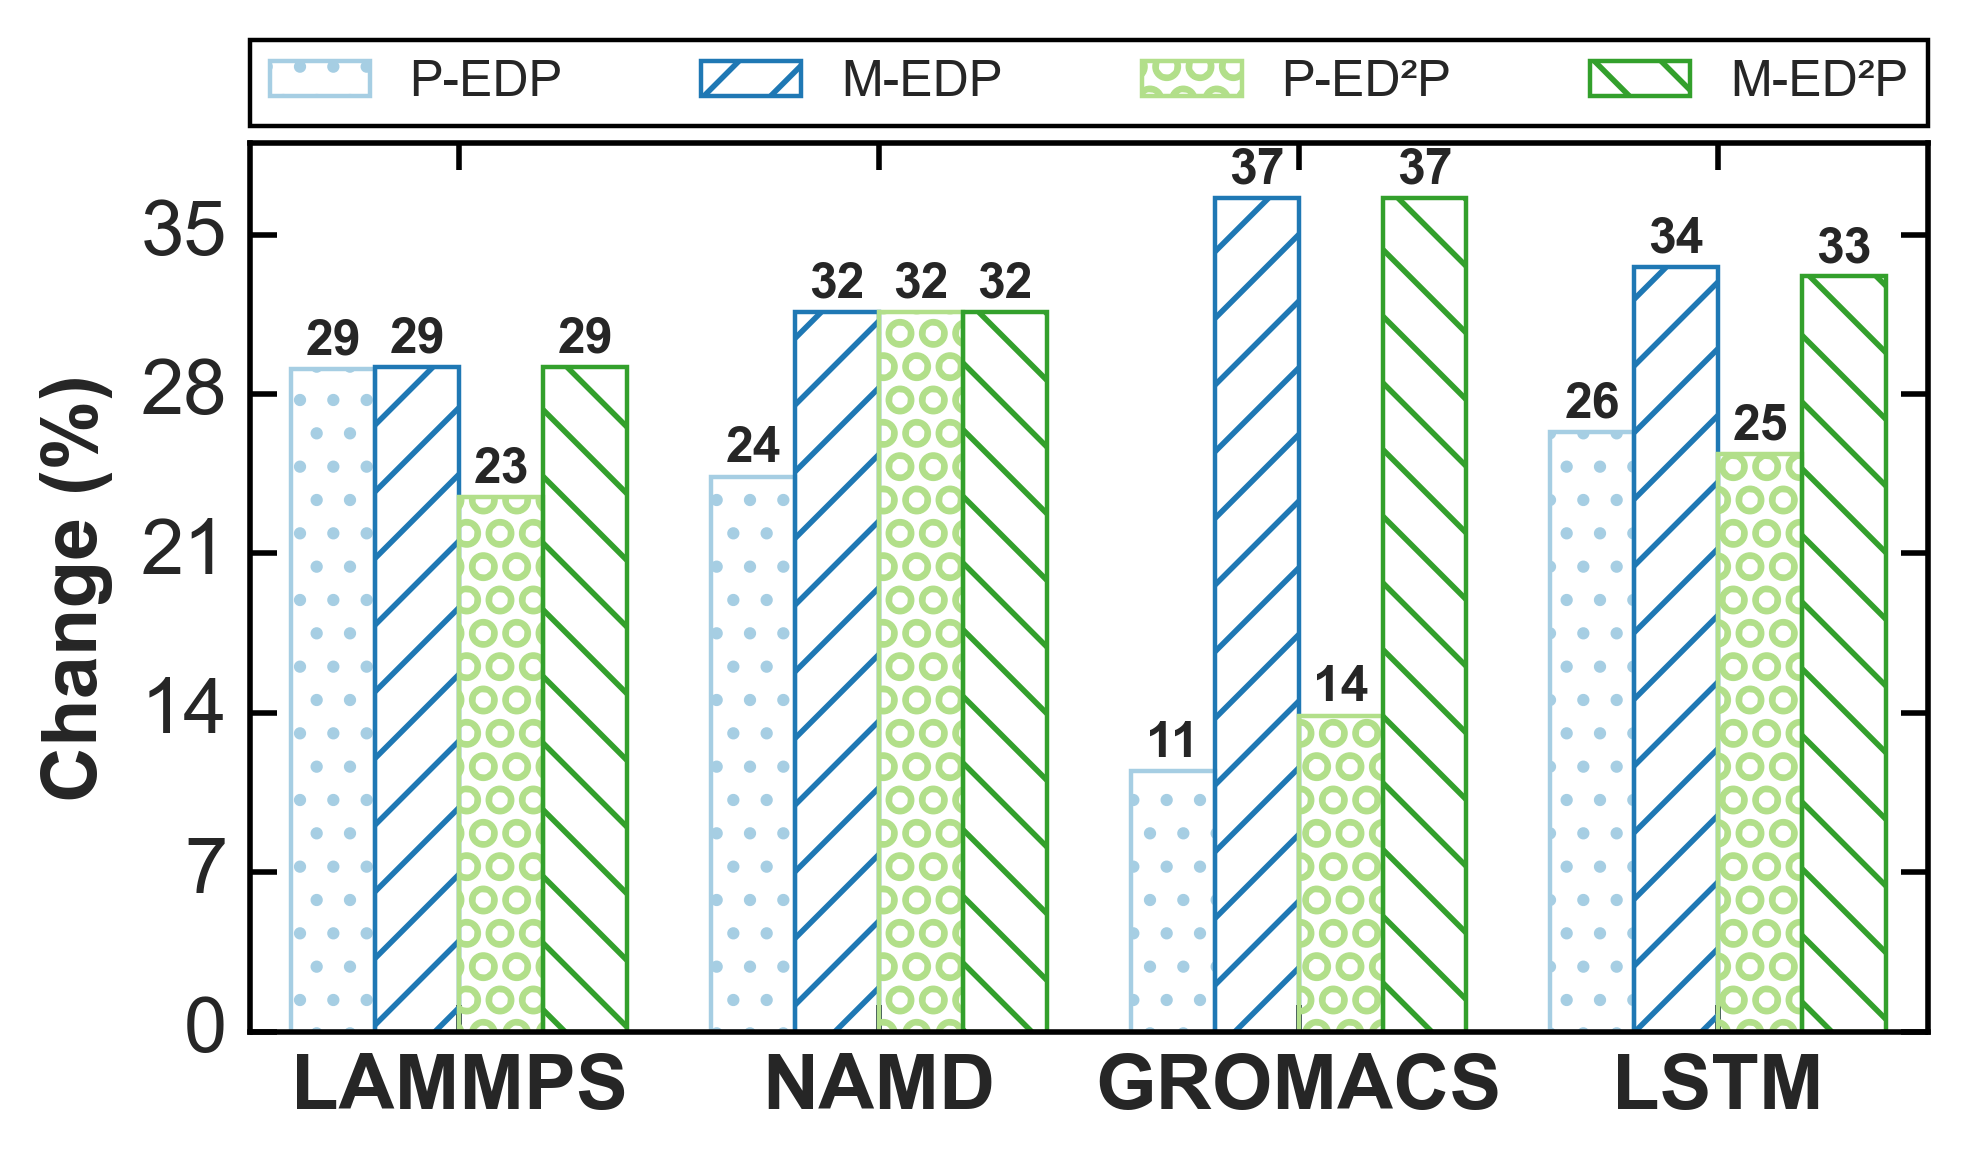 P-EDP M-EDP P-ED²P M-ED²P
Change (%)
35
28
21
14
7
0
29 29 23 29
24 32 32 32
11 37 14 37
26 34 25 33
LAMMPS NAMD GROMACS LSTM